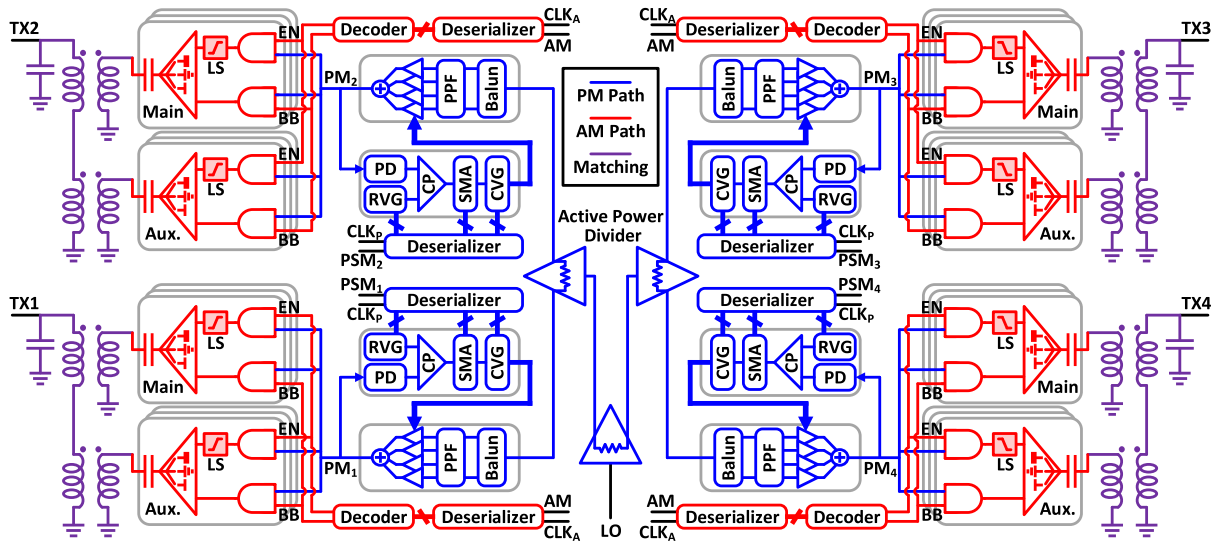 TX2
EN
LS
Main
BB
EN
LS
Aux.
BB
Decoder
Deserializer
CLKA
AM
PM2
PPF
Balun
PD
RVG
CP
SMA
CVG
CLKP
PSM2
Deserializer
PM Path
AM Path
Matching
Active Power
Divider
CLKA
AM
Deserializer
Decoder
TX3
EN
LS
Main
BB
EN
LS
Aux.
BB
Balun
PPF
PM3
CVG
SMA
CP
PD
RVG
Deserializer
CLKP
PSM3
TX1
EN
LS
Main
BB
EN
LS
Aux.
BB
PSM1
CLKP
Deserializer
RVG
PD
CP
SMA
CVG
PM1
PPF
Balun
Decoder
Deserializer
AM
CLKA
LO
Deserializer
PSM4
CLKP
CVG
SMA
CP
RVG
PD
Balun
PPF
PM4
AM
CLKA
Deserializer
Decoder
TX4
EN
LS
Main
BB
EN
LS
Aux.
BB